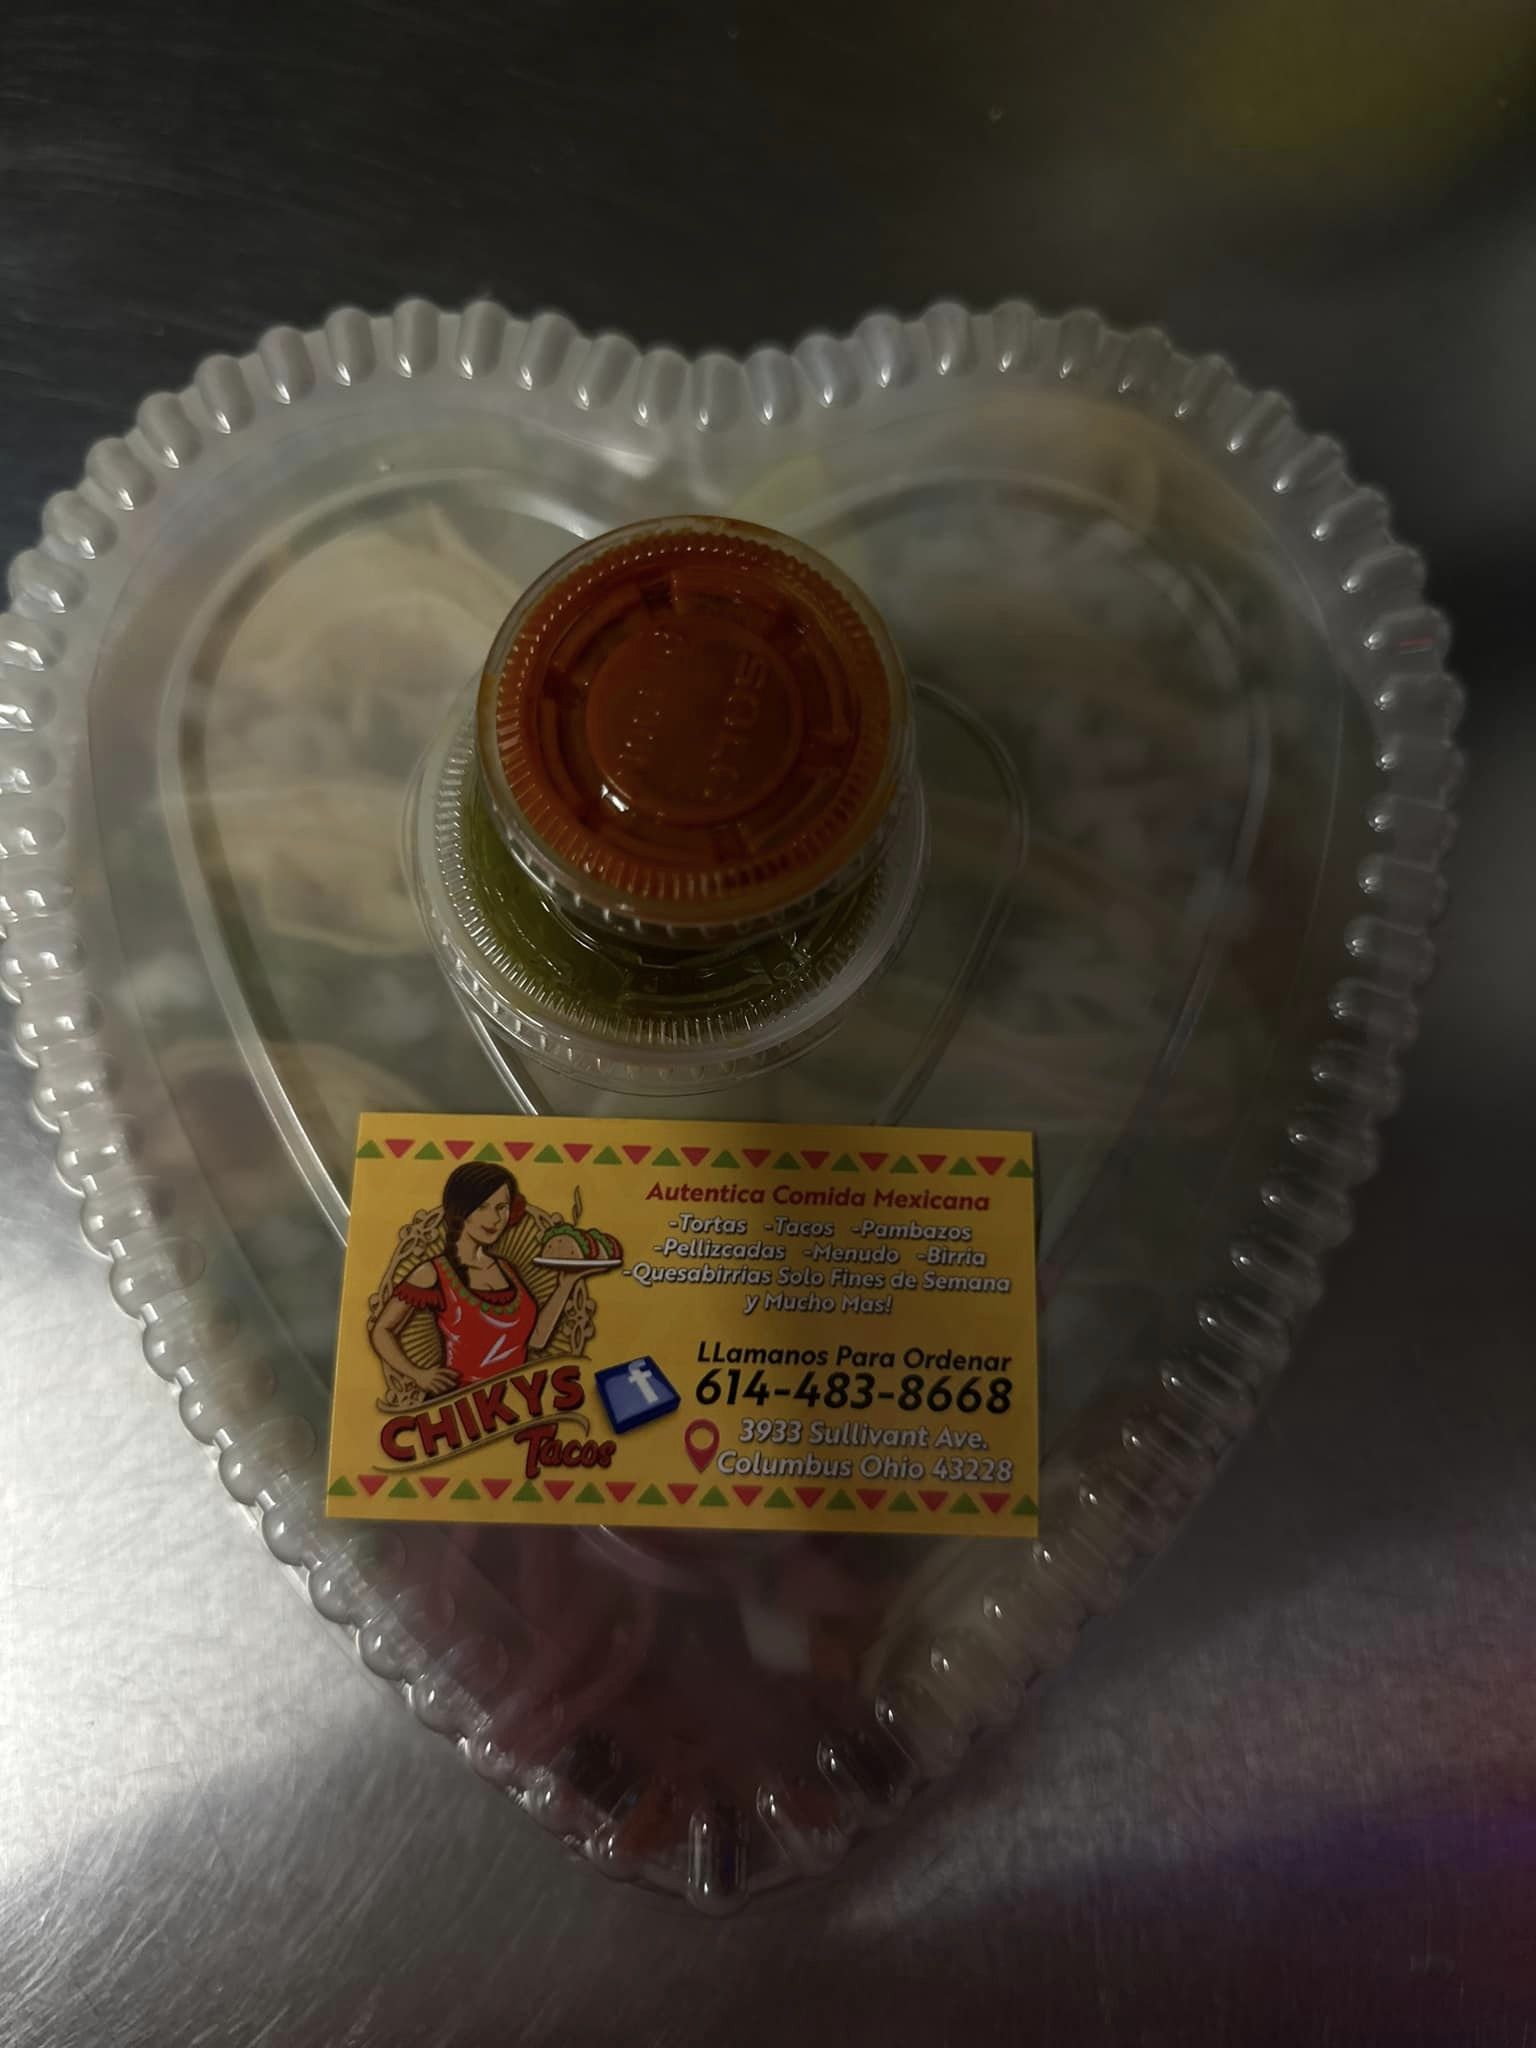 Autentica Comida Mexicana
-Tortas -Tacos -Pambazos
-Pellizcadas -Menudo -Birria
-Quesabirrias Solo Fines de Semana
y Mucho Mas!
LLamanos Para Ordenar
614-483-8668
3933 Sullivant Ave.
Columbus Ohio 43228
f
CHIKYS
Tacos
SOLO